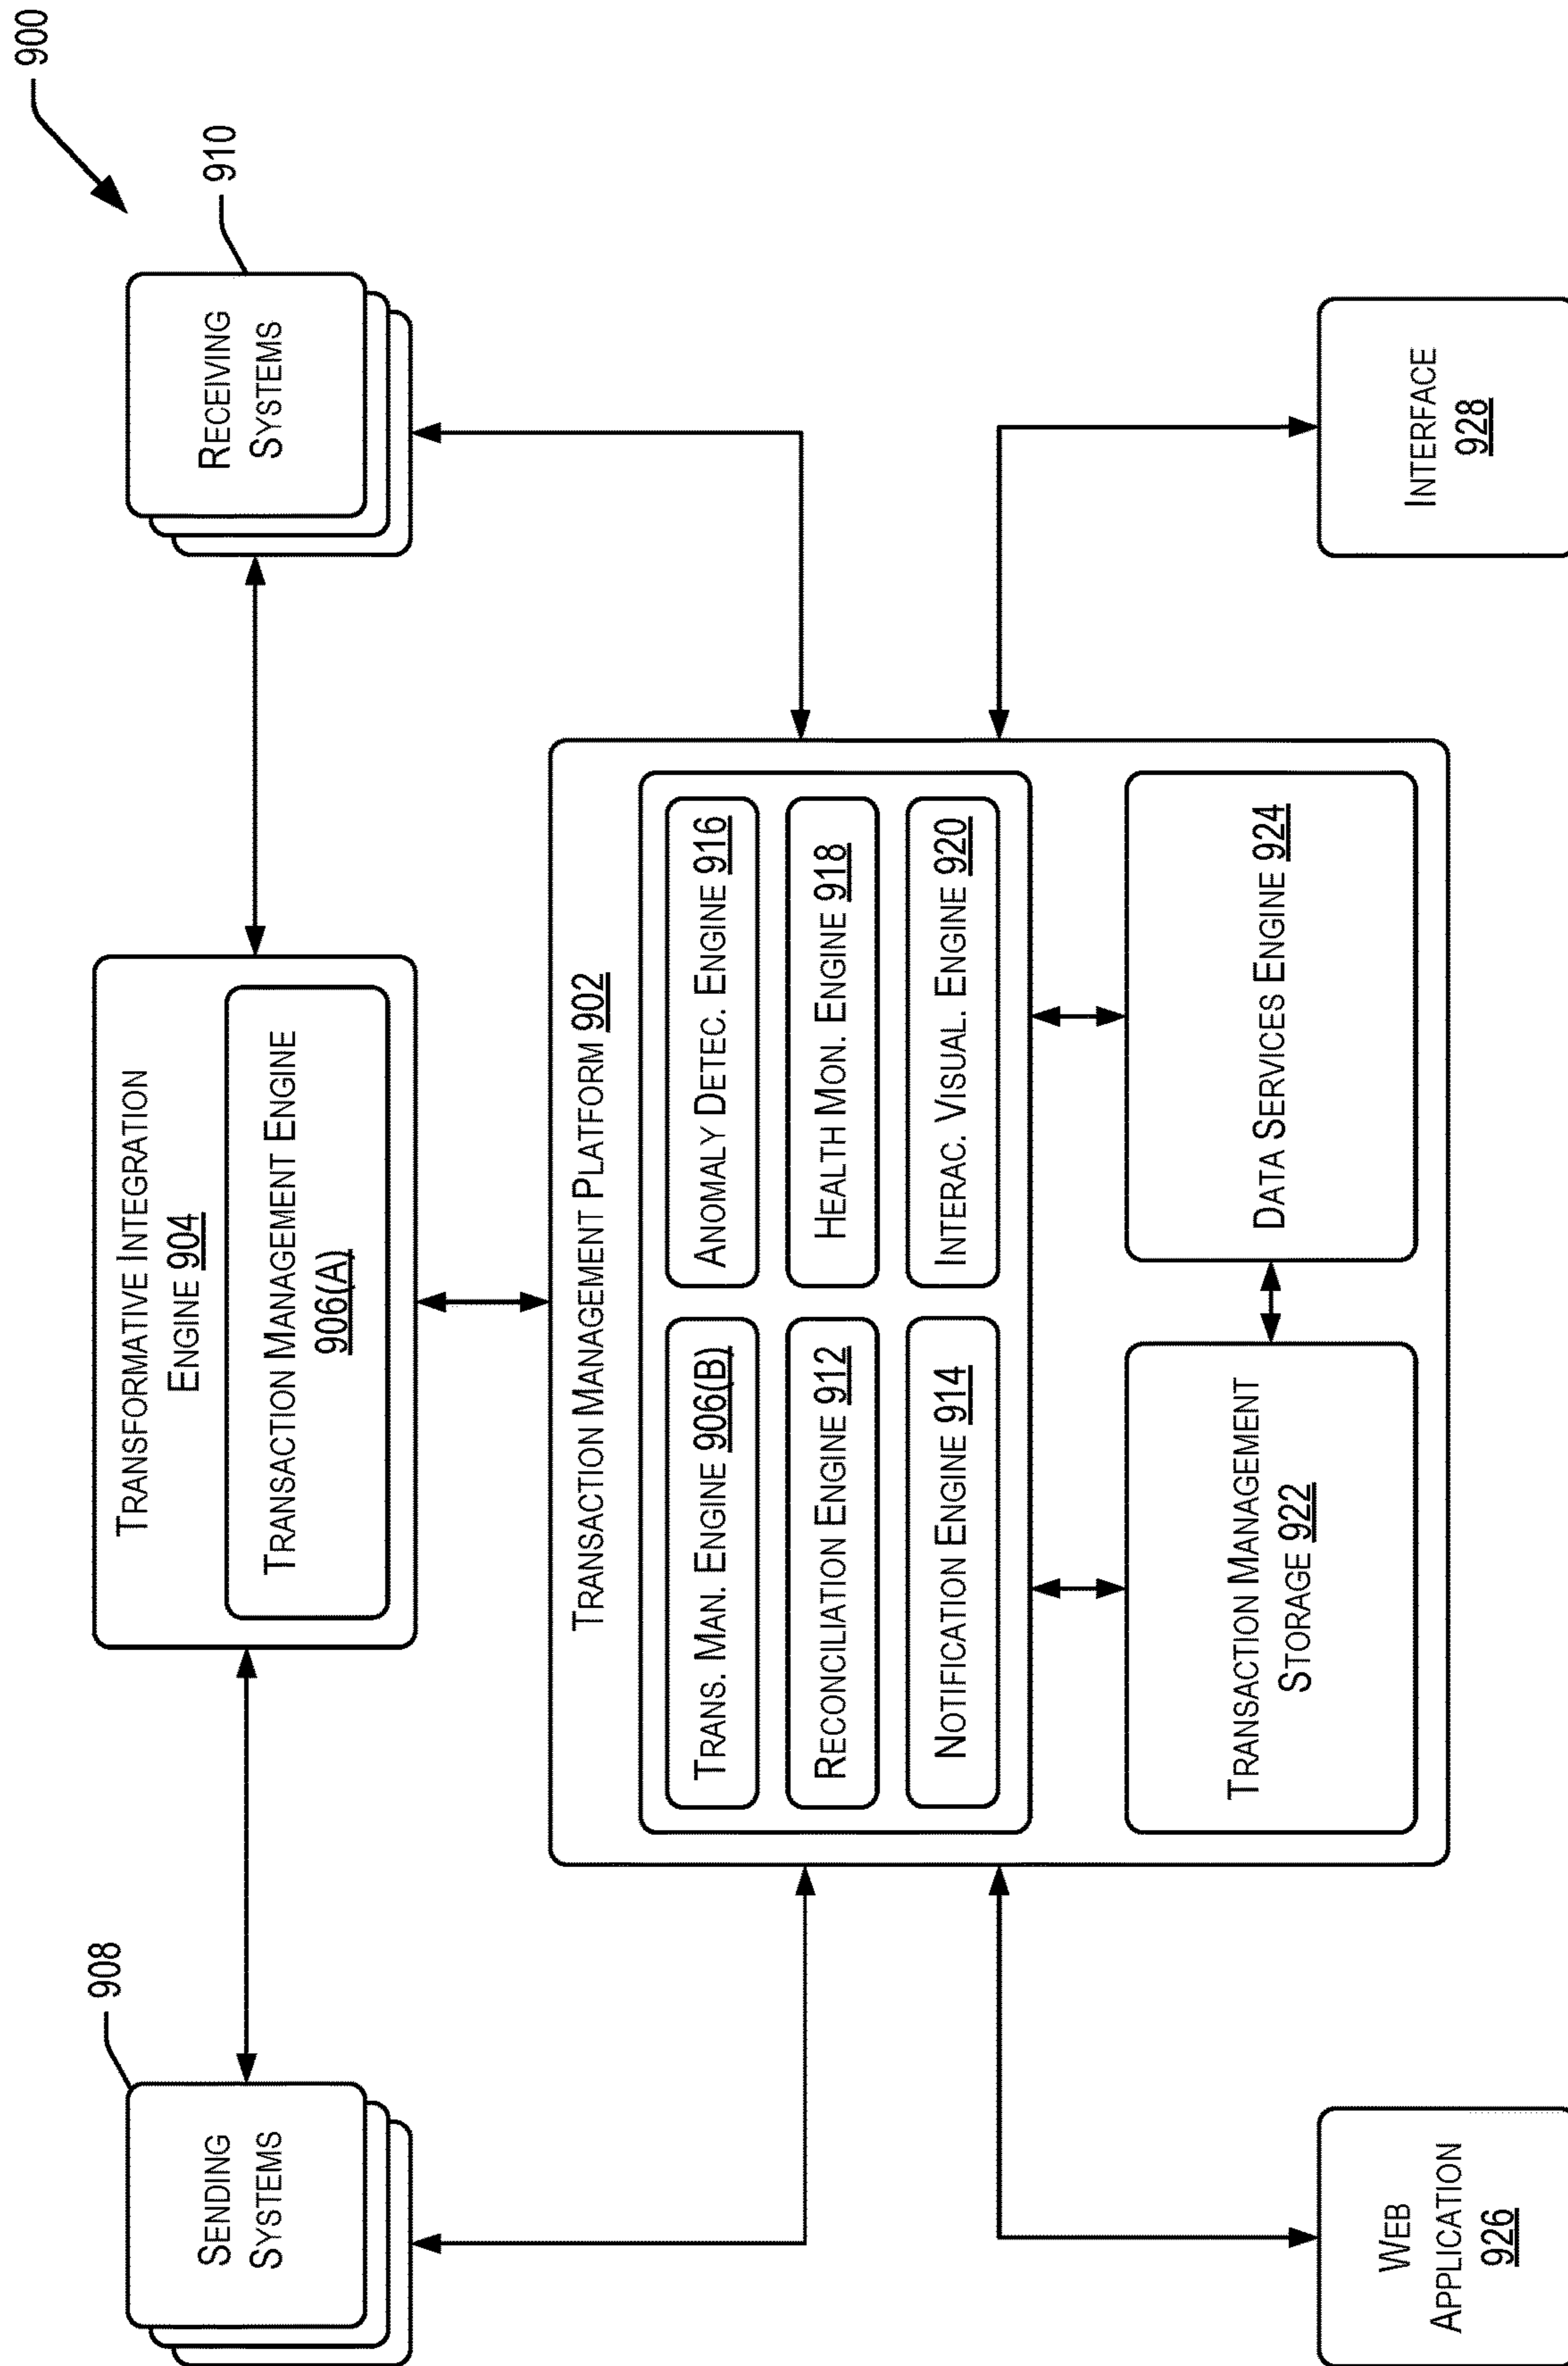 900
908
SENDING
SYSTEMS
TRANSFORMATIVE INTEGRATION
ENGINE 904
TRANSACTION MANAGEMENT ENGINE
906(A)
910
RECEIVING
SYSTEMS
TRANSACTION MANAGEMENT PLATFORM 902
TRANS. MAN. ENGINE 906(B)
ANOMALY DETEC. ENGINE 916
RECONCILIATION ENGINE 912
HEALTH MON. ENGINE 918
NOTIFICATION ENGINE 914
INTERAC. VISUAL. ENGINE 920
TRANSACTION MANAGEMENT
STORAGE 922
DATA SERVICES ENGINE 924
WEB
APPLICATION
926
INTERFACE
928